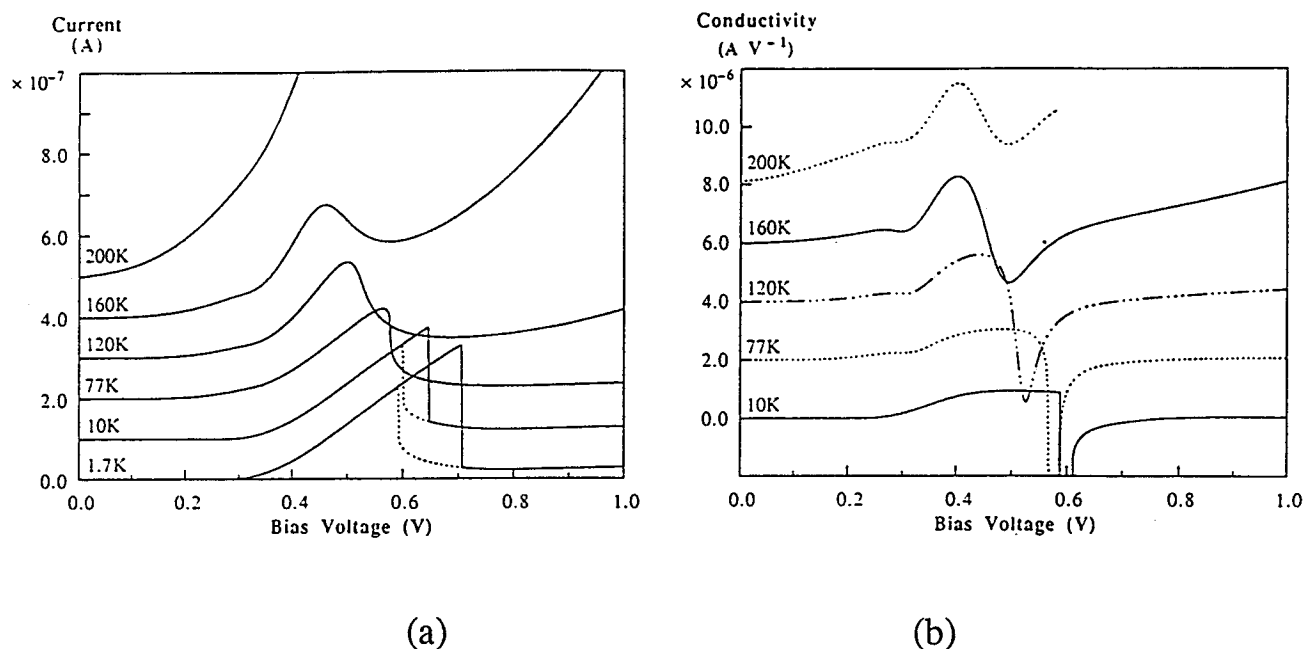 Current
(A)
× 10⁻⁷
8.0
6.0
4.0
2.0
0.0
200K
160K
120K
77K
10K
1.7K
0.0 0.2 0.4 0.6 0.8 1.0
Bias Voltage (V)
(a)
Conductivity
(A V⁻¹)
× 10⁻⁶
10.0
8.0
6.0
4.0
2.0
0.0
200K
160K
120K
77K
10K
0.0 0.2 0.4 0.6 0.8 1.0
Bias Voltage (V)
(b)